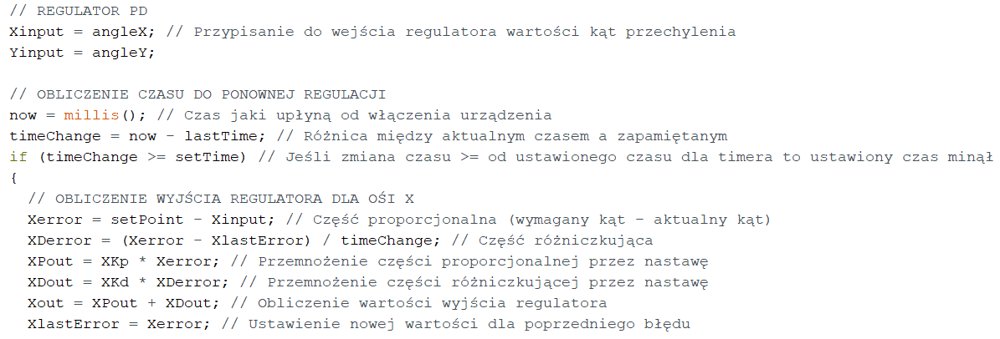 // REGULATOR PD
Xinput = angleX; // Przypisanie do wejścia regulatora wartości kąt przechylenia
Yinput = angleY;
// OBLICZENIE CZASU DO PONOWNEJ REGULACJI
now = millis(); // Czas jaki upłyną od włączenia urządzenia
timeChange = now - lastTime; // Różnica między aktualnym czasem a zapamiętanym
if (timeChange >= setTime) // Jeśli zmiana czasu >= od ustawionego czasu dla timera to ustawiony czas minął
{
// OBLICZENIE WYJŚCIA REGULATORA DLA OŚI X
Xerror = setPoint - Xinput; // Część proporcjonalna (wymagany kąt - aktualny kąt)
XDerror = (Xerror - XlastError) / timeChange; // Część różniczkująca
XPout = XKp * Xerror; // Przemnożenie części proporcjonalnej przez nastawę
XDout = XKd * XDerror; // Przemnożenie części różniczkującej przez nastawę
Xout = XPout + XDout; // Obliczenie wartości wyjścia regulatora
XlastError = Xerror; // Ustawienie nowej wartości dla poprzedniego błędu